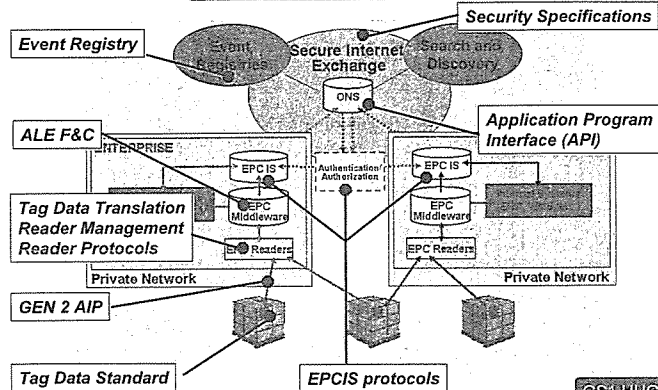 Security Specifications
Event Registry
Event
Registries
Secure Internet
Exchange
Search and
Discovery
ONS
Application Program
Interface (API)
ALE F&C
ENTERPRISE
EPC IS
Authentication/
Authorization
EPC IS
Tag Data Translation
Reader Management
Reader Protocols
EPC
Middleware
EPC
Middleware
EPC Readers
EPC Readers
Private Network
Private Network
GEN 2 AIP
Tag Data Standard
EPCIS protocols